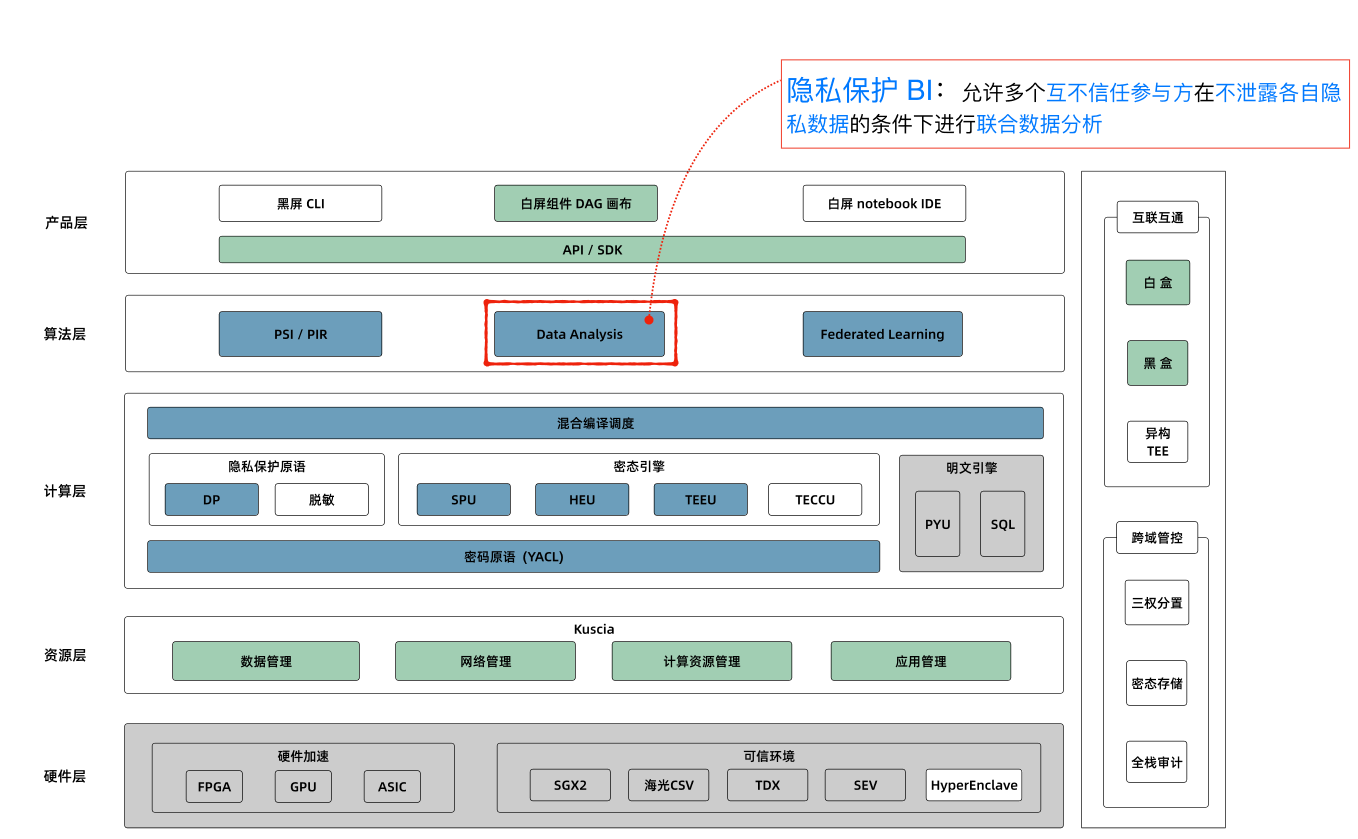 隐私保护 BI：允许多个互不信任参与方在不泄露各自隐
私数据的条件下进行联合数据分析
产品层
黑屏 CLI
白屏组件 DAG 画布
白屏 notebook IDE
API / SDK
算法层
PSI / PIR
Data Analysis
Federated Learning
计算层
混合编译调度
隐私保护原语
DP
脱敏
密态引擎
SPU
HEU
TEEU
TECCU
明文引擎
PYU
SQL
密码原语 (YACL)
资源层
Kuscia
数据管理
网络管理
计算资源管理
应用管理
硬件层
硬件加速
FPGA
GPU
ASIC
可信环境
SGX2
海光CSV
TDX
SEV
HyperEnclave
互联互通
白 盒
黑 盒
异构
TEE
跨域管控
三权分置
密态存储
全栈审计